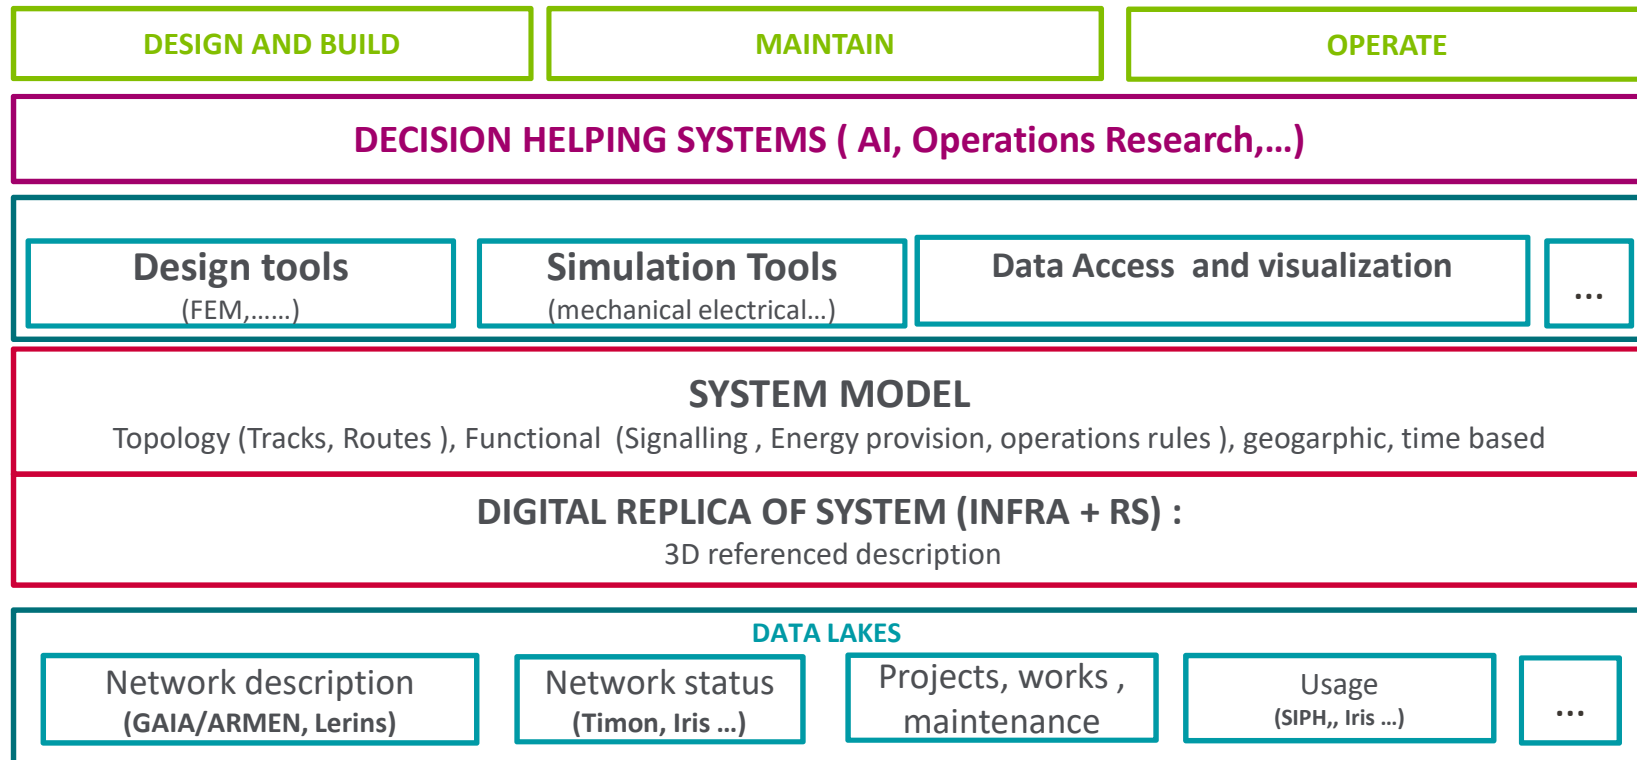 DESIGN AND BUILD
MAINTAIN
OPERATE
DECISION HELPING SYSTEMS ( AI, Operations Research,...)
Design tools
(FEM,......)
Simulation Tools
(mechanical electrical...)
Data Access and visualization
...
SYSTEM MODEL
Topology (Tracks, Routes ), Functional (Signalling , Energy provision, operations rules ), geogarphic, time based
DIGITAL REPLICA OF SYSTEM (INFRA + RS) :
3D referenced description
DATA LAKES
Network description
(GAIA/ARMEN, Lerins)
Network status
(Timon, Iris ...)
Projects, works ,
maintenance
Usage
(SIPH,, Iris ...)
...